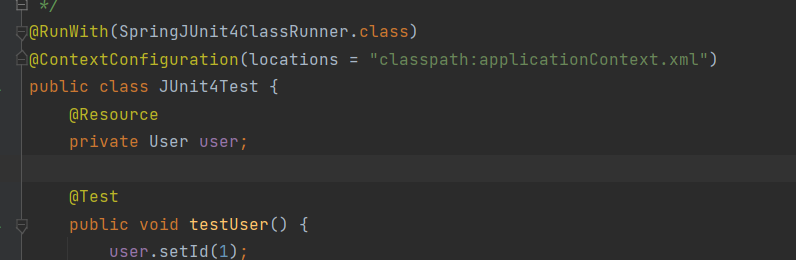 */
@RunWith(SpringJUnit4ClassRunner.class)
@ContextConfiguration(locations = "classpath:applicationContext.xml")
public class JUnit4Test {
@Resource
private User user;
@Test
public void testUser() {
user.setId(1);